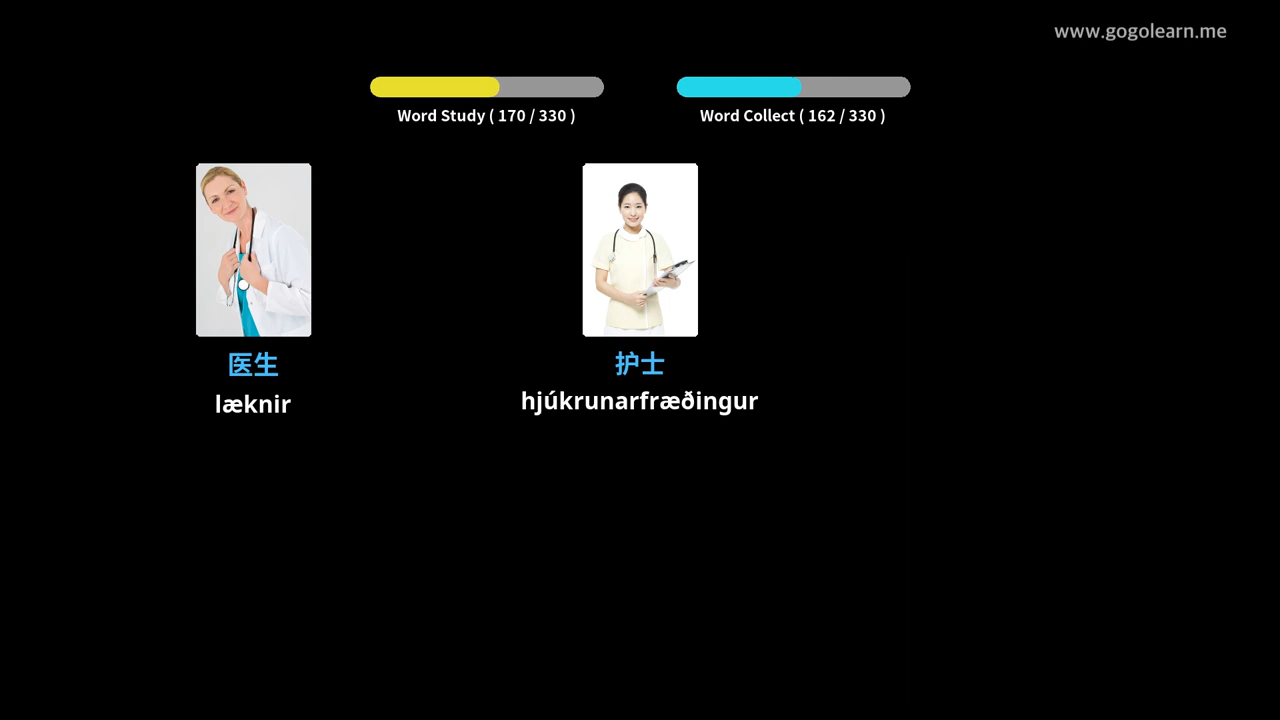 www.gogolearn.me
Word Study ( 170 / 330 )
Word Collect ( 162 / 330 )
医生
læknir
护士
hjúkrunarfræðingur